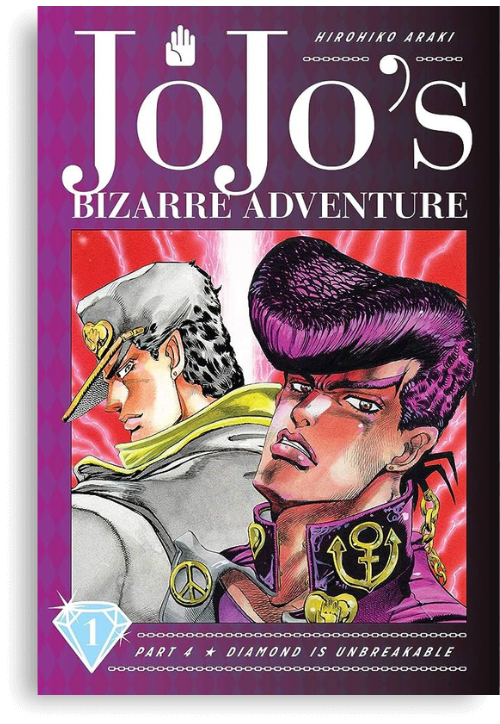 HIROHIKO ARAKI
JOJO'S
BIZARRE ADVENTURE
1
PART 4 ★ DIAMOND IS UNBREAKABLE